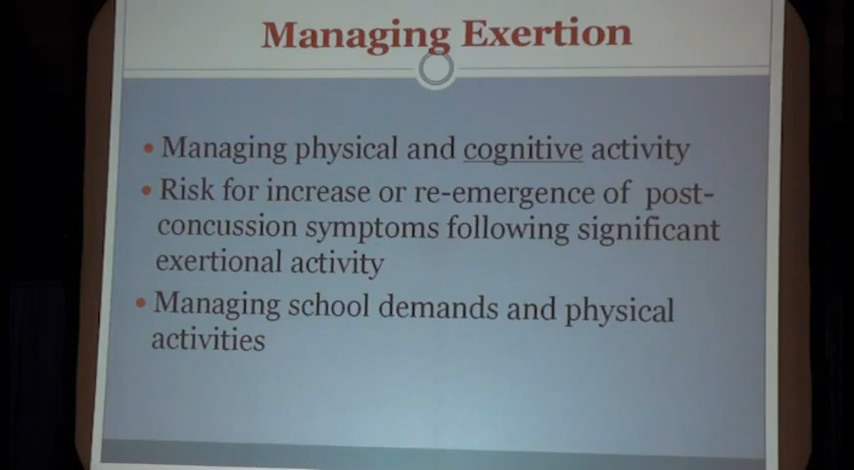 Managing Exertion
• Managing physical and cognitive activity
• Risk for increase or re-emergence of post-
concussion symptoms following significant
exertional activity
• Managing school demands and physical
activities